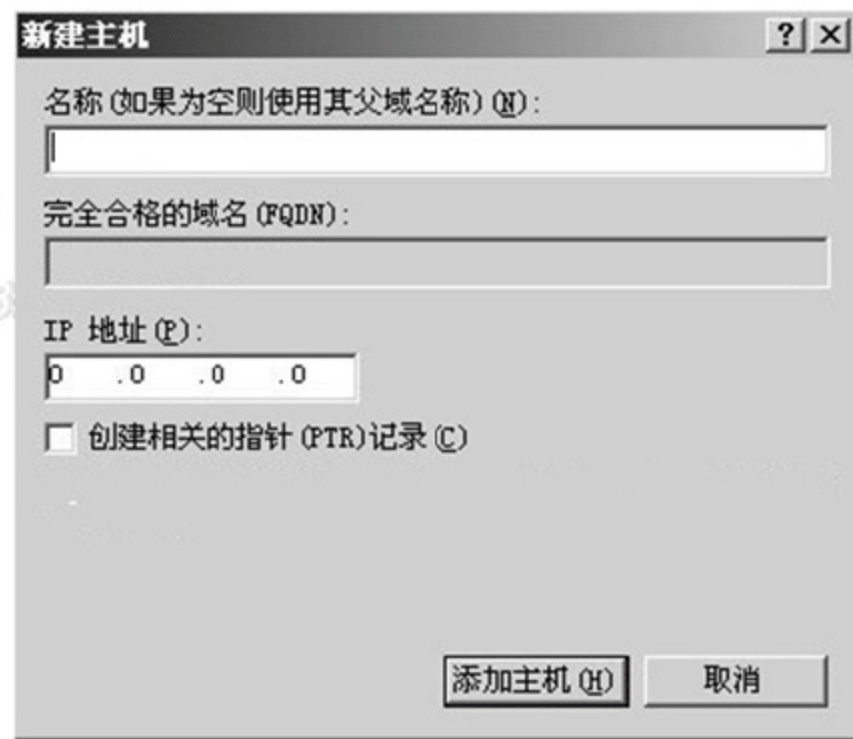 新建主机
名称(如果为空则使用其父域名称)(N):
完全合格的域名(FQDN):
IP 地址(P):
0 .0 .0 .0
创建相关的指针(PTR)记录(C)
添加主机(H) 取消